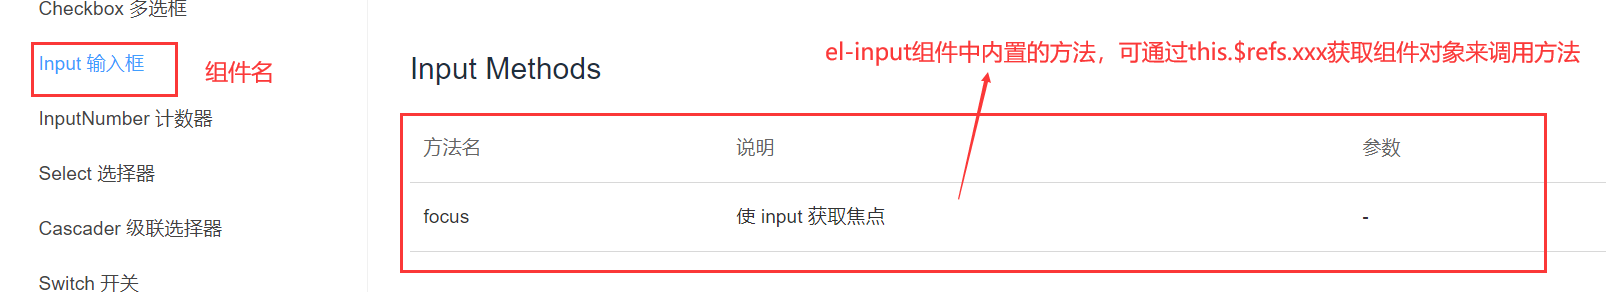 Checkbox 多选框
Input 输入框
组件名
InputNumber 计数器
Select 选择器
Cascader 级联选择器
Switch 开关
el-input组件中内置的方法，可通过this.$refs.xxx获取组件对象来调用方法
Input Methods
方法名 说明 参数
focus 使 input 获取焦点 -